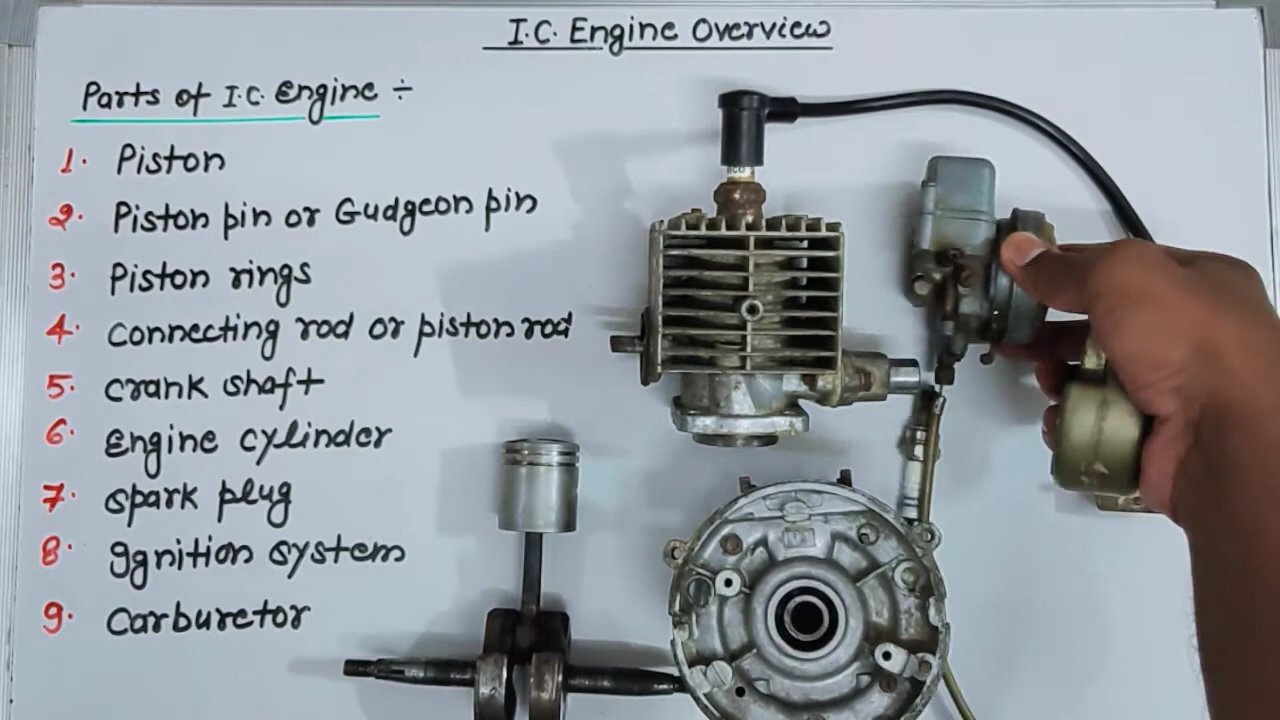 I.C. Engine Overview
Parts of I.C. Engine ÷
1. Piston
2. Piston pin or Gudgeon pin
3. Piston rings
4. connecting rod or piston rod
5. crank shaft
6. Engine cylinder
7. spark plug
8. Ignition system
9. carburetor